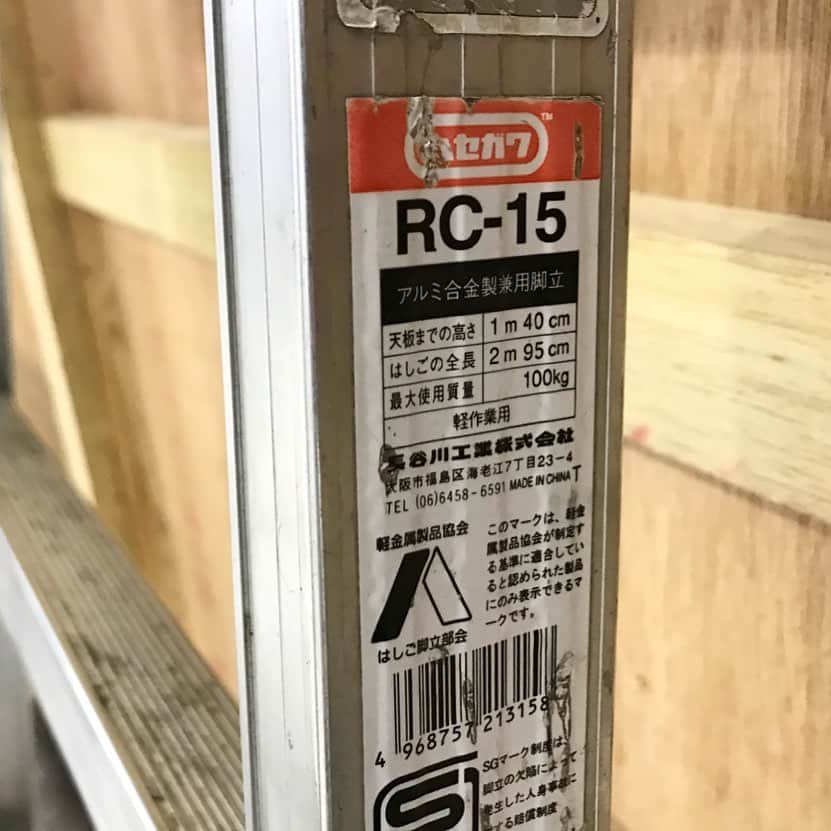 ハセガワ™
RC-15
アルミ合金製兼用脚立
天板までの高さ 1m 40cm
はしごの全長 2m 95cm
最大使用質量 100kg
軽作業用
長谷川工業株式会社
大阪市福島区海老江7丁目23-4
TEL (06)6458-6591 MADE IN CHINA T
軽金属製品協会
はしご脚立部会
このマークは、軽金
属製品協会が制定す
る基準に適合してい
ると認められた製品
にのみ表示できるマ
ークです。
4 968757 213158
S
SGマーク制度は、
脚立の欠陥によって
発生した人身事故に
対する賠償制度